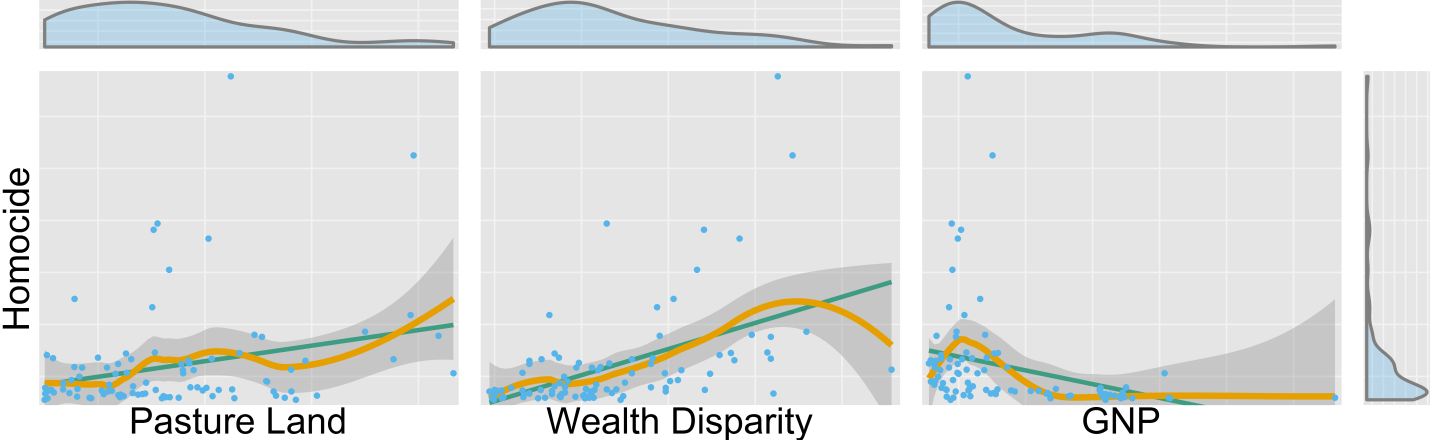 Homocide
Pasture Land
Wealth Disparity
GNP